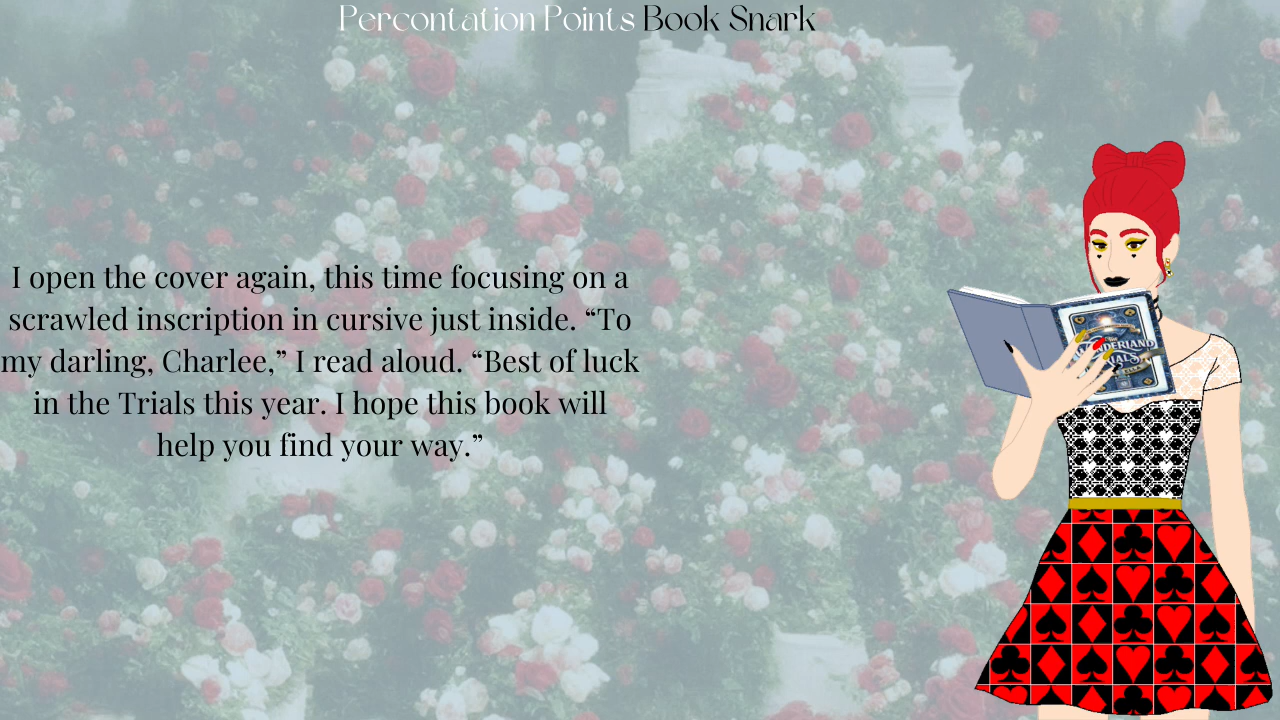 Percontation Points Book Snark
I open the cover again, this time focusing on a
scrawled inscription in cursive just inside. “To
my darling, Charlee,” I read aloud. “Best of luck
in the Trials this year. I hope this book will
help you find your way.”
WONDERLAND
TRIALS